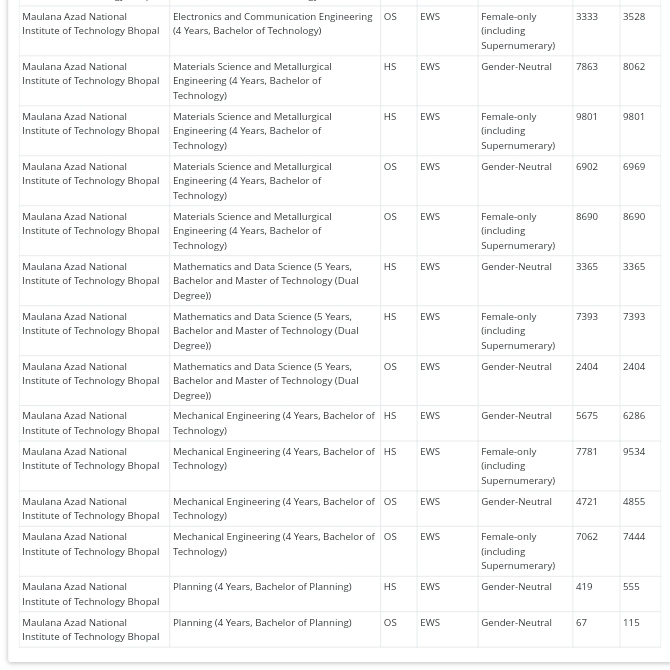 Maulana Azad National Electronics and Communication Engineering OS EWS Female-only 3333 3528
Institute of Technology Bhopal (4 Years, Bachelor of Technology) (including
Supernumerary)
Maulana Azad National Materials Science and Metallurgical HS EWS Gender-Neutral 7863 8062
Institute of Technology Bhopal Engineering (4 Years, Bachelor of
Technology)
Maulana Azad National Materials Science and Metallurgical HS EWS Female-only 9801 9801
Institute of Technology Bhopal Engineering (4 Years, Bachelor of (including
Technology) Supernumerary)
Maulana Azad National Materials Science and Metallurgical OS EWS Gender-Neutral 6902 6969
Institute of Technology Bhopal Engineering (4 Years, Bachelor of
Technology)
Maulana Azad National Materials Science and Metallurgical OS EWS Female-only 8690 8690
Institute of Technology Bhopal Engineering (4 Years, Bachelor of (including
Technology) Supernumerary)
Maulana Azad National Mathematics and Data Science (5 Years, HS EWS Gender-Neutral 3365 3365
Institute of Technology Bhopal Bachelor and Master of Technology (Dual
Degree))
Maulana Azad National Mathematics and Data Science (5 Years, HS EWS Female-only 7393 7393
Institute of Technology Bhopal Bachelor and Master of Technology (Dual (including
Degree)) Supernumerary)
Maulana Azad National Mathematics and Data Science (5 Years, OS EWS Gender-Neutral 2404 2404
Institute of Technology Bhopal Bachelor and Master of Technology (Dual
Degree))
Maulana Azad National Mechanical Engineering (4 Years, Bachelor of HS EWS Gender-Neutral 5675 6286
Institute of Technology Bhopal Technology)
Maulana Azad National Mechanical Engineering (4 Years, Bachelor of HS EWS Female-only 7781 9534
Institute of Technology Bhopal Technology) (including
Supernumerary)
Maulana Azad National Mechanical Engineering (4 Years, Bachelor of OS EWS Gender-Neutral 4721 4855
Institute of Technology Bhopal Technology)
Maulana Azad National Mechanical Engineering (4 Years, Bachelor of OS EWS Female-only 7062 7444
Institute of Technology Bhopal Technology) (including
Supernumerary)
Maulana Azad National Planning (4 Years, Bachelor of Planning) HS EWS Gender-Neutral 419 555
Institute of Technology Bhopal
Maulana Azad National Planning (4 Years, Bachelor of Planning) OS EWS Gender-Neutral 67 115
Institute of Technology Bhopal